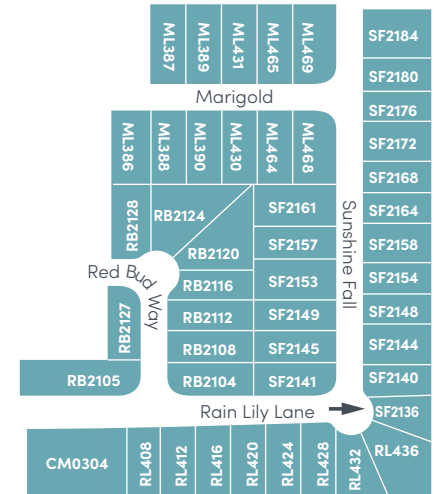 ML387
ML389
ML431
ML465
ML469
SF2184
SF2180
SF2176
SF2172
SF2168
SF2164
SF2158
SF2154
SF2148
SF2144
SF2140
SF2136
Marigold
ML386
ML388
ML390
ML430
ML464
ML468
Sunshine Fall
RB2128
RB2124
RB2120
RB2116
RB2112
RB2108
RB2104
SF2161
SF2157
SF2153
SF2149
SF2145
SF2141
Red Bud Way
RB2127
RB2105
Rain Lily Lane
CM0304
RL408
RL412
RL416
RL420
RL424
RL428
RL432
RL436